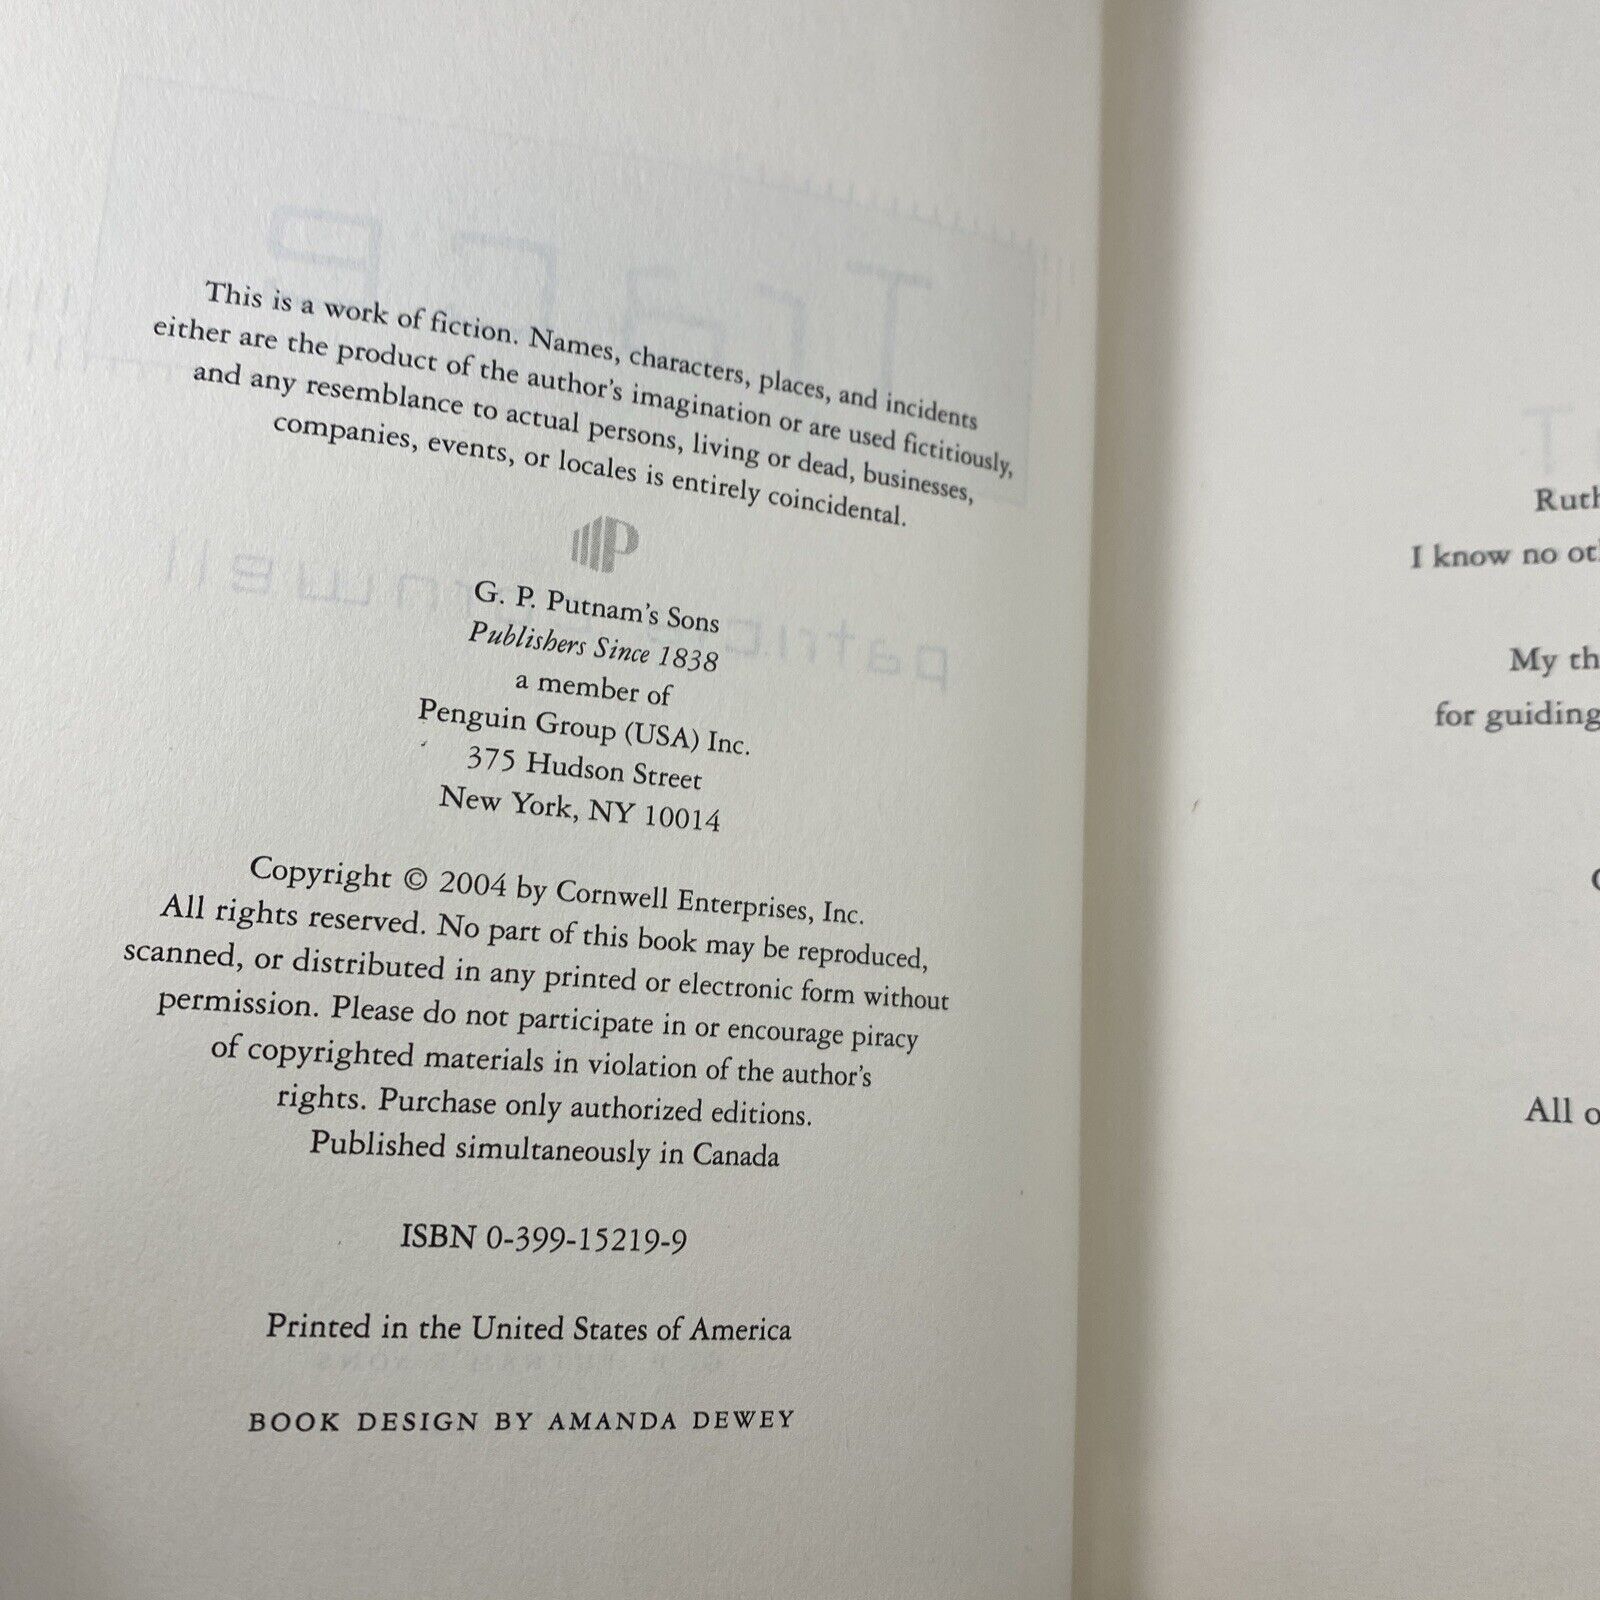 This is a work of fiction. Names, characters, places, and incidents
either are the product of the author's imagination or are used fictitiously,
and any resemblance to actual persons, living or dead, businesses,
companies, events, or locales is entirely coincidental.
G. P. Putnam's Sons
Publishers Since 1838
a member of
Penguin Group (USA) Inc.
375 Hudson Street
New York, NY 10014
Copyright © 2004 by Cornwell Enterprises, Inc.
All rights reserved. No part of this book may be reproduced,
scanned, or distributed in any printed or electronic form without
permission. Please do not participate in or encourage piracy
of copyrighted materials in violation of the author's
rights. Purchase only authorized editions.
Published simultaneously in Canada
ISBN 0-399-15219-9
Printed in the United States of America
BOOK DESIGN BY AMANDA DEWEY
T
Ruth
I know no
My
for guiding
All